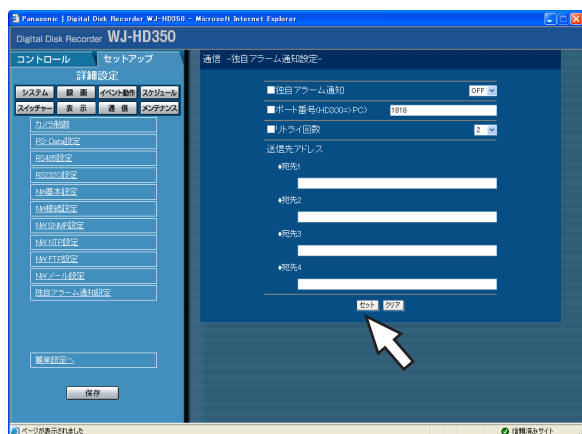 Panasonic | Digital Disk Recorder WJ-HD350 - Microsoft Internet Explorer
Digital Disk Recorder WJ-HD350
コントロール セットアップ
詳細設定
システム 録画 イベント動作 スケジュール
スイッチャー 表示 通信 メンテナンス
カメラ制御
PS・Data設定
RS485設定
RS232C設定
NW基本設定
NW接続設定
NW SNMP設定
NW NTP設定
NW FTP設定
NWメール設定
独自アラーム通知設定
簡単設定へ
保存
通信 -独自アラーム通知設定-
■独自アラーム通知 OFF
■ポート番号(HD300=>PC) 1818
■リトライ回数 2
送信先アドレス
♦宛先1
♦宛先2
♦宛先3
♦宛先4
セット クリア
ページが表示されました 信頼済みサイト